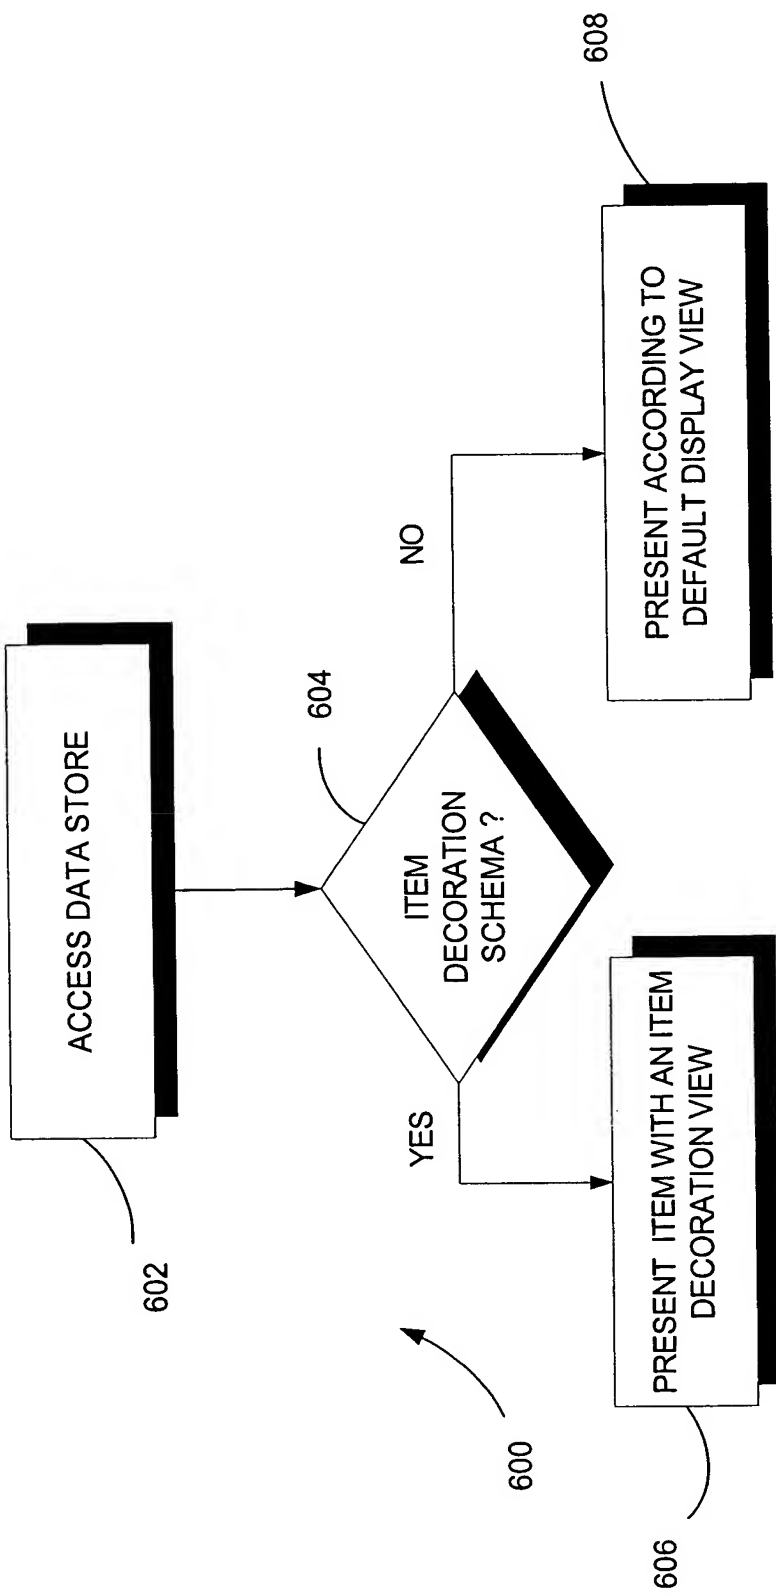 602
ACCESS DATA STORE
604
ITEM
DECORATION
SCHEMA ?
YES
NO
600
606
PRESENT ITEM WITH AN ITEM
DECORATION VIEW
608
PRESENT ACCORDING TO
DEFAULT DISPLAY VIEW